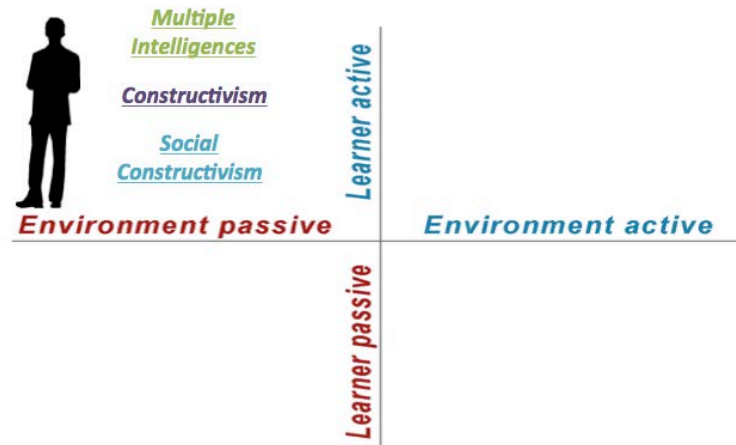 Multiple
Intelligences
Constructivism
Social
Constructivism
Learner active
Environment passive
Environment active
Learner passive